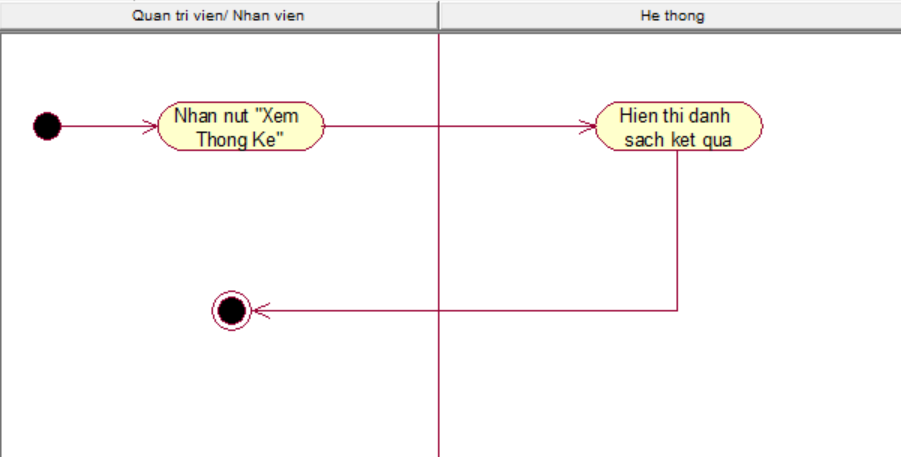 Quan tri vien/ Nhan vien
He thong
Nhan nut "Xem
Thong Ke"
Hien thi danh
sach ket qua